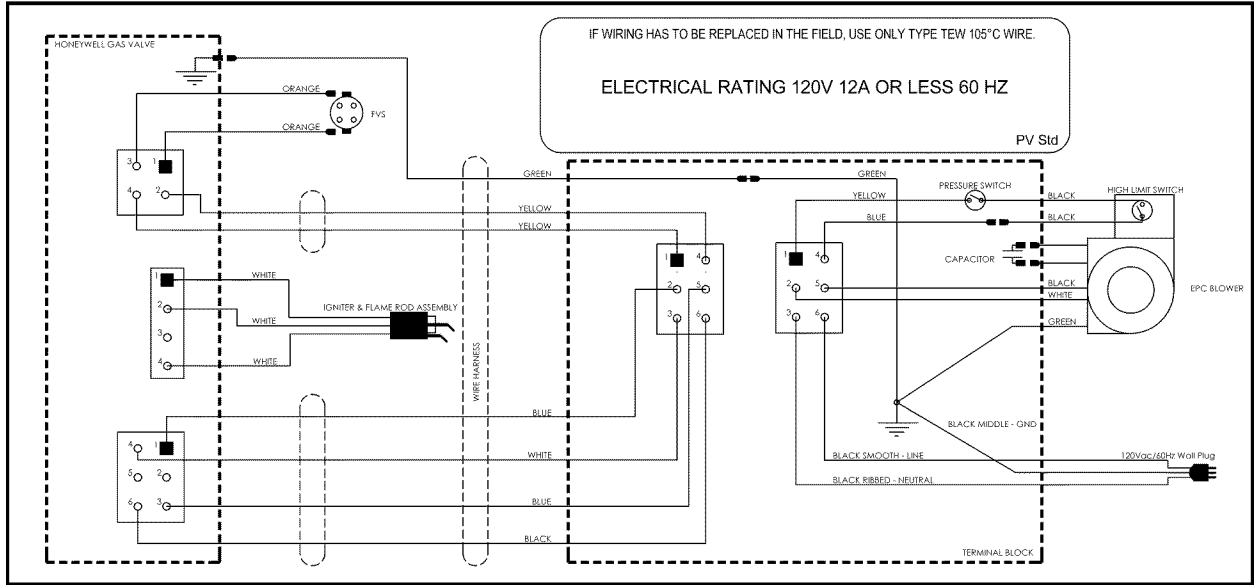 IF WIRING HAS TO BE REPLACED IN THE FIELD, USE ONLY TYPE TEW 105°C WIRE.
ELECTRICAL RATING 120V 12A OR LESS 60 HZ
PV Std
HONEYWELL GAS VALVE
ORANGE
FVS
ORANGE
3 1
4 2
GREEN
GREEN
YELLOW
YELLOW
PRESSURE SWITCH
YELLOW
BLACK
HIGH LIMIT SWITCH
BLUE
BLACK
1 4
2 5
3 6
1 4
2 5
3 6
CAPACITOR
BLACK
WHITE
EPC BLOWER
GREEN
1
2
3
4
WHITE
WHITE
WHITE
IGNITER & FLAME ROD ASSEMBLY
WIRE HARNESS
BLUE
WHITE
BLUE
BLACK
4 1
5 2
6 3
BLACK MIDDLE - GND
BLACK SMOOTH - LINE
120Vac/60Hz Wall Plug
BLACK RIBBED - NEUTRAL
TERMINAL BLOCK